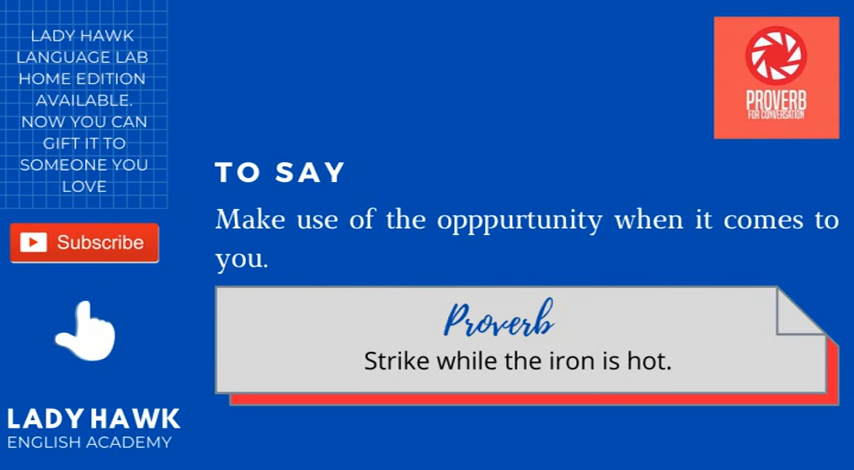 LADY HAWK
LANGUAGE LAB
HOME EDITION
AVAILABLE.
NOW YOU CAN
GIFT IT TO
SOMEONE YOU
LOVE
Subscribe
LADY HAWK
ENGLISH ACADEMY
PROVERB
FOR CONVERSATION
TO SAY
Make use of the opppurtunity when it comes to
you.
Proverb
Strike while the iron is hot.